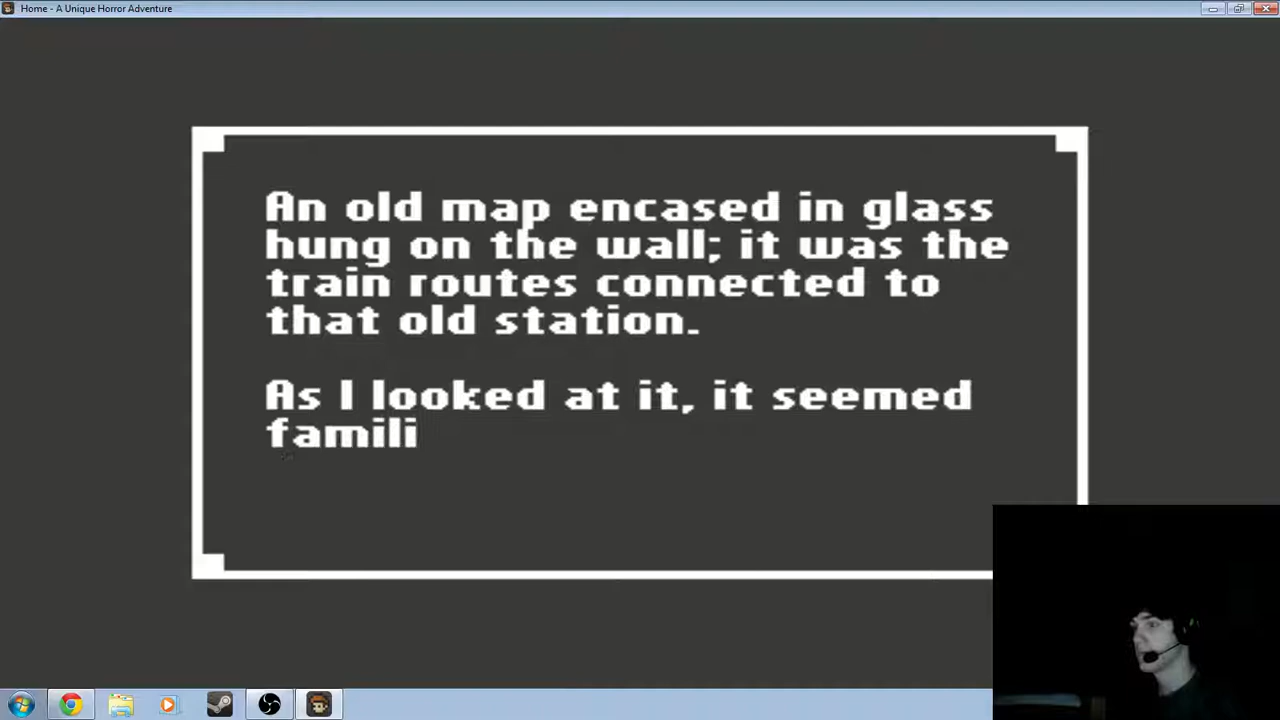 Home - A Unique Horror Adventure
An old map encased in glass
hung on the wall; it was the
train routes connected to
that old station.
As I looked at it, it seemed
famili